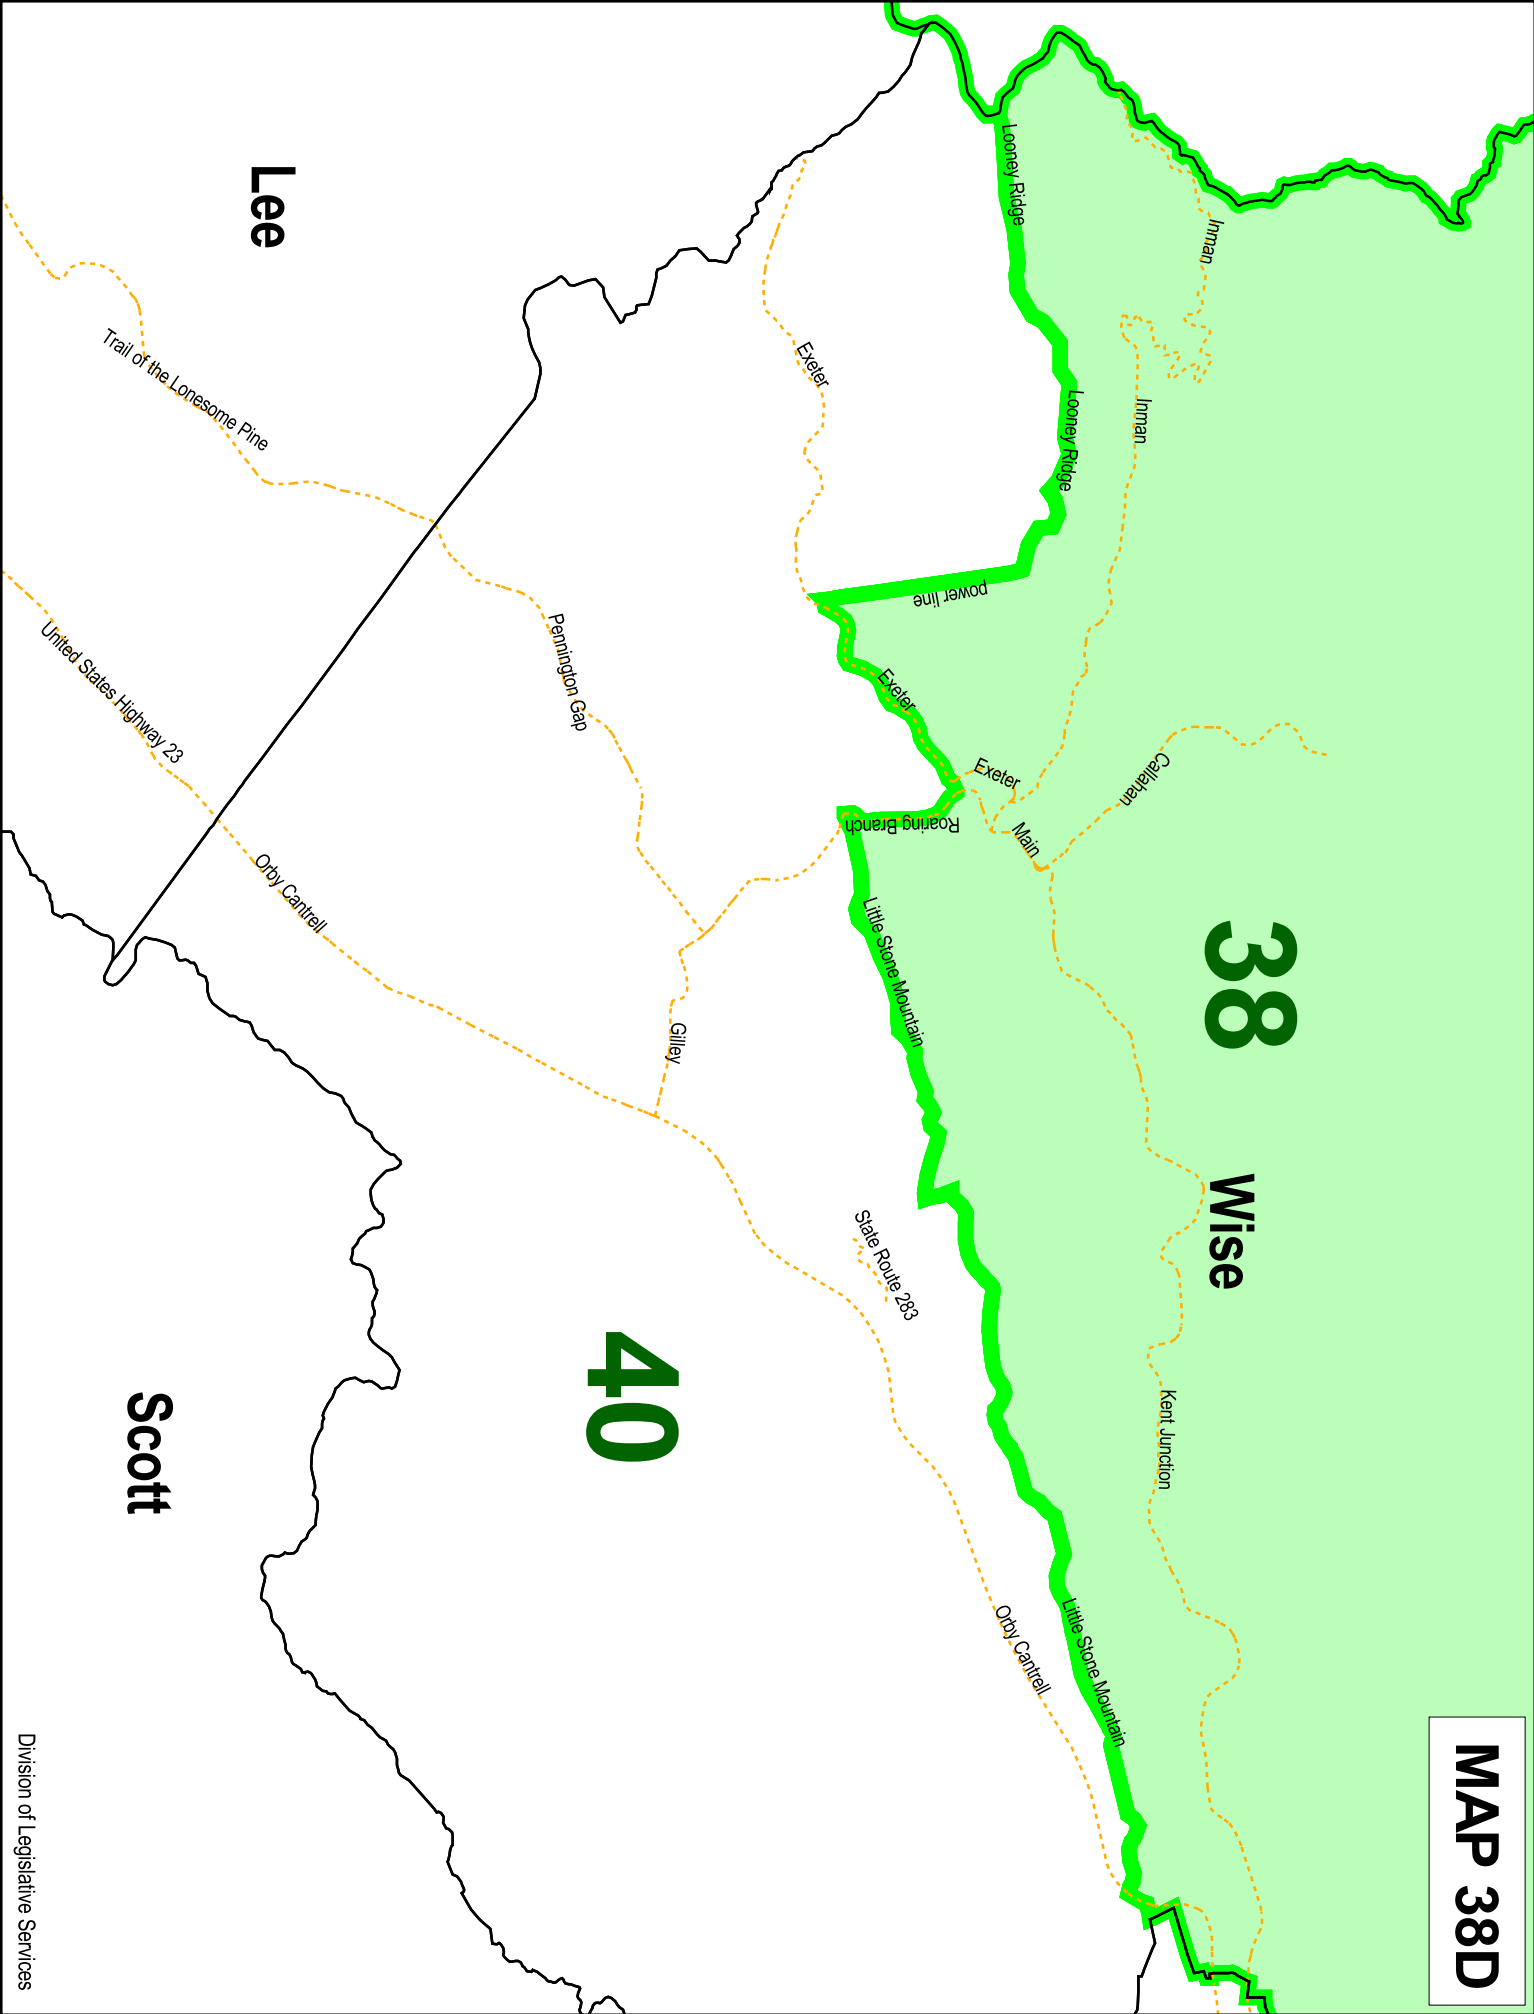 MAP 38D
38
Wise
Inman
Inman
Callahan
Kent Junction
Looney Ridge
Looney Ridge
power line
Exeter
Main
Exeter
Roaring Branch
Little Stone Mountain
Little Stone Mountain
Exeter
State Route 283
Orby Cantrell
Gilley
Pennington Gap
40
Lee
Trail of the Lonesome Pine
Orby Cantrell
United States Highway 23
Scott
Division of Legislative Services